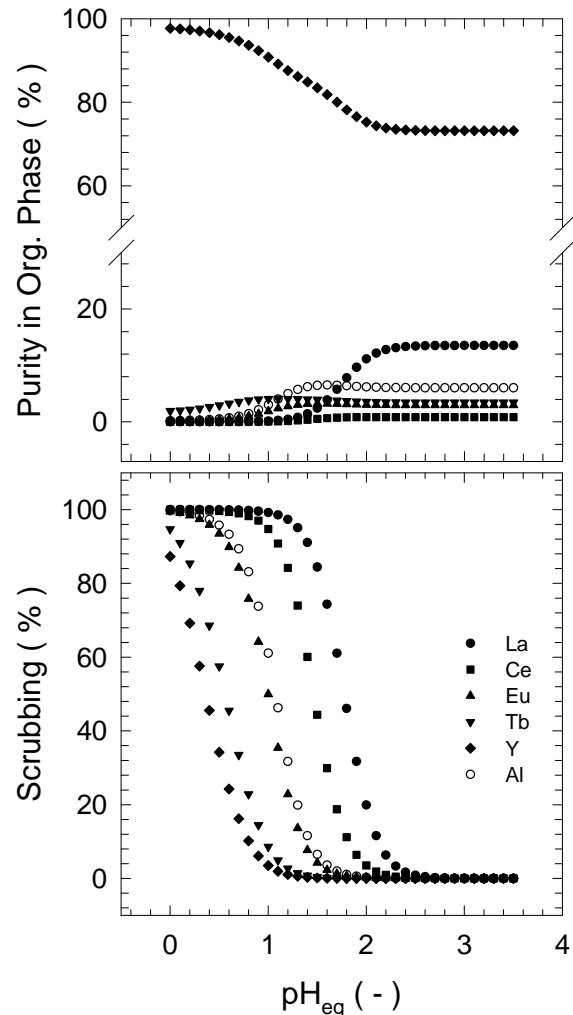 Purity in Org. Phase ( % )
100
80
60
20
0
Scrubbing ( % )
100
80
60
40
20
0
La
Ce
Eu
Tb
Y
Al
0 1 2 3 4
pHeq ( - )